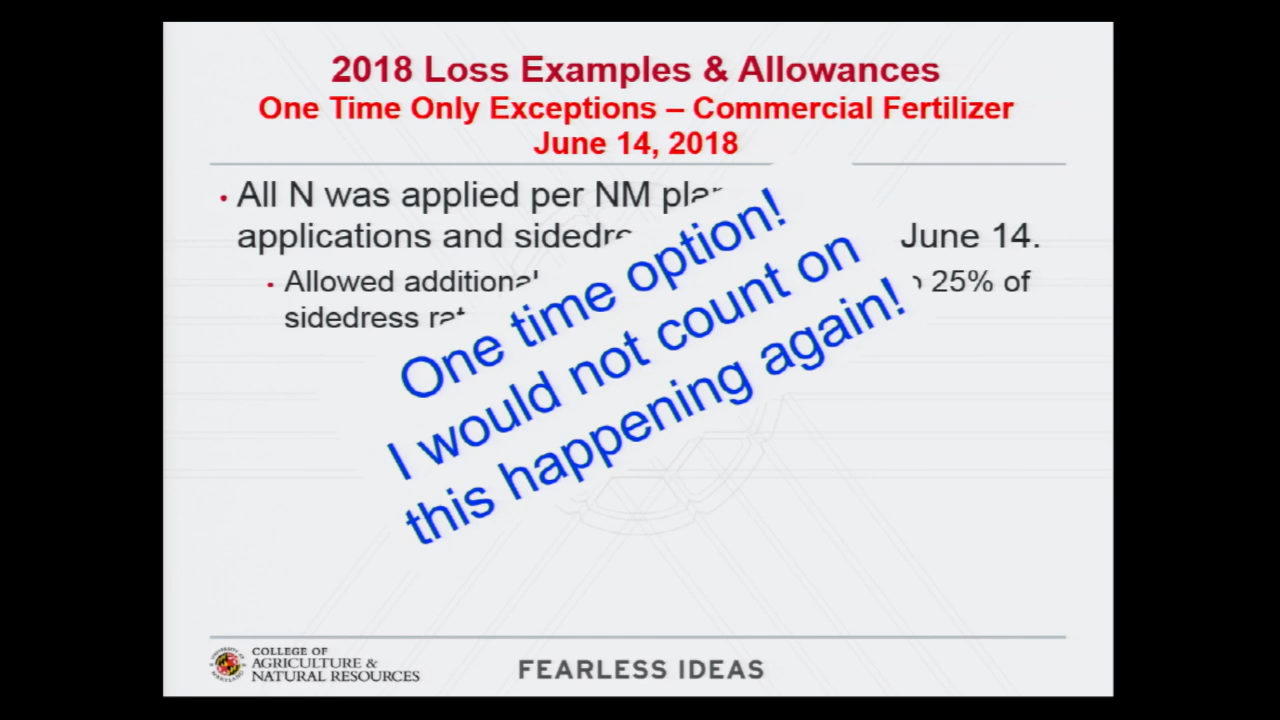 2018 Loss Examples & Allowances
One Time Only Exceptions – Commercial Fertilizer
June 14, 2018
• All N was applied per NM
applications and June 14.
• Allowed 25% of
sidedress
One time option!
I would not count on
this happening again!
COLLEGE OF
AGRICULTURE &
NATURAL RESOURCES
FEARLESS IDEAS